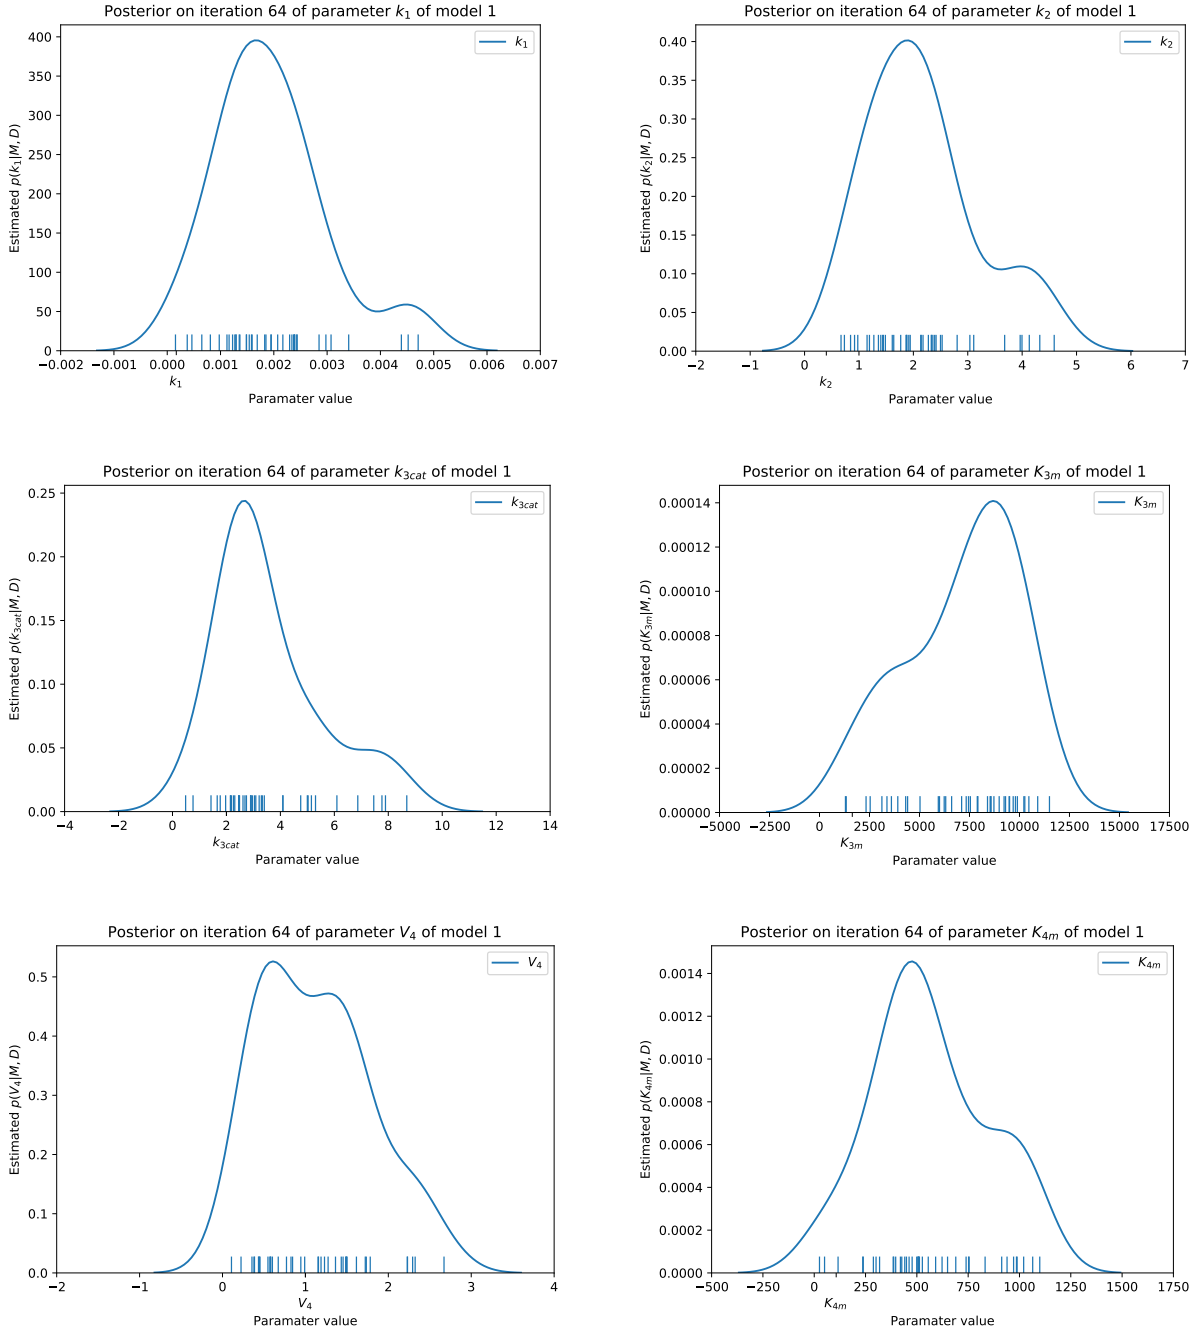 Posterior on iteration 64 of parameter k1 of model 1
400
350
300
250
200
150
100
50
0
Estimated p(k1|M, D)
k1
−0.002 −0.001 0.000 0.001 0.002 0.003 0.004 0.005 0.006 0.007
k1
Paramater value
Posterior on iteration 64 of parameter k2 of model 1
0.40
0.35
0.30
0.25
0.20
0.15
0.10
0.05
0.00
Estimated p(k2|M, D)
k2
−2 −1 0 1 2 3 4 5 6 7
k2
Paramater value
Posterior on iteration 64 of parameter k3cat of model 1
0.25
0.20
0.15
0.10
0.05
0.00
Estimated p(k3cat|M, D)
k3cat
−4 −2 0 2 4 6 8 10 12 14
k3cat
Paramater value
Posterior on iteration 64 of parameter K3m of model 1
0.00014
0.00012
0.00010
0.00008
0.00006
0.00004
0.00002
0.00000
Estimated p(K3m|M, D)
K3m
−5000 −2500 0 2500 5000 7500 10000 12500 15000 17500
K3m
Paramater value
Posterior on iteration 64 of parameter V4 of model 1
0.5
0.4
0.3
0.2
0.1
0.0
Estimated p(V4|M, D)
V4
−2 −1 0 1 2 3 4
V4
Paramater value
Posterior on iteration 64 of parameter K4m of model 1
0.0014
0.0012
0.0010
0.0008
0.0006
0.0004
0.0002
0.0000
Estimated p(K4m|M, D)
K4m
−500 −250 0 250 500 750 1000 1250 1500 1750
K4m
Paramater value